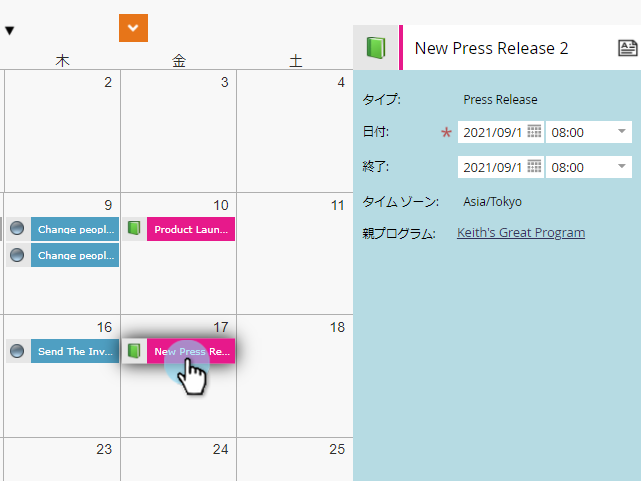 木 金 土
2 3 4
9 10 11
Change peopl... Product Laun...
Change peopl...
16 17 18
Send The Inv... New Press Re...
23 24 25
New Press Release 2
タイプ: Press Release
日付: * 2021/09/1 08:00
終了: 2021/09/1 08:00
タイム ゾーン: Asia/Tokyo
親プログラム: Keith's Great Program